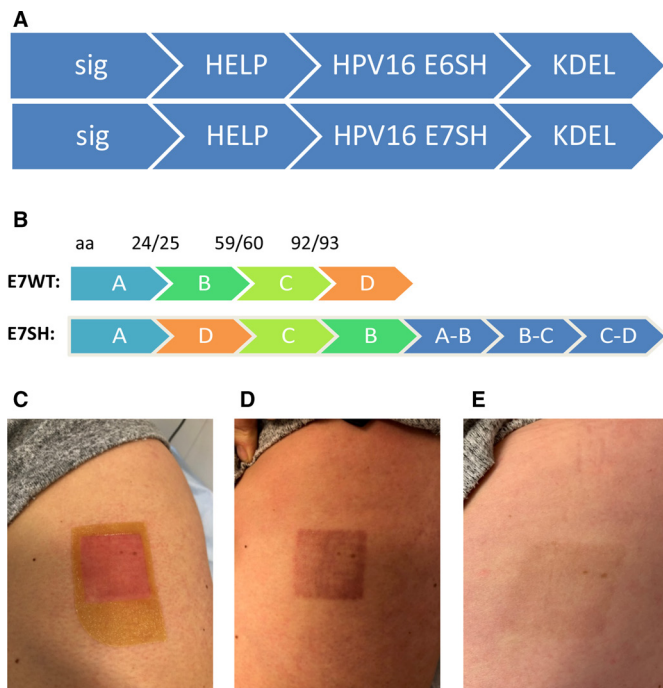 A
sig HELP HPV16 E6SH KDEL
sig HELP HPV16 E7SH KDEL
B
aa 24/25 59/60 92/93
E7WT: A B C D
E7SH: A D C B A-B B-C C-D
C D E